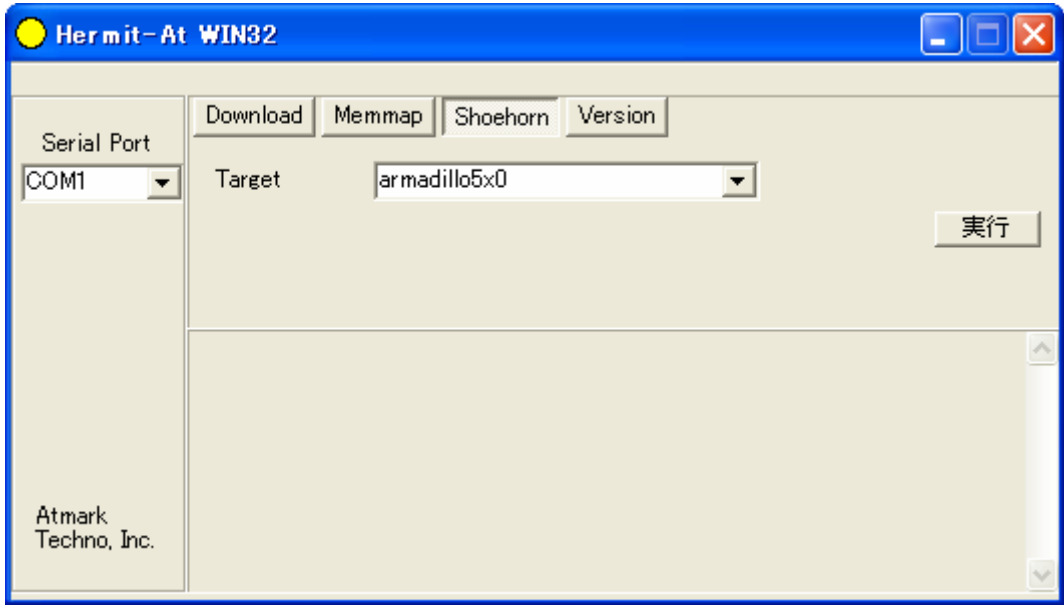 Hermit-At WIN32
Download Memmap Shoehorn Version
Serial Port
COM1
Target armadillo5x0
実行
Atmark
Techno, Inc.